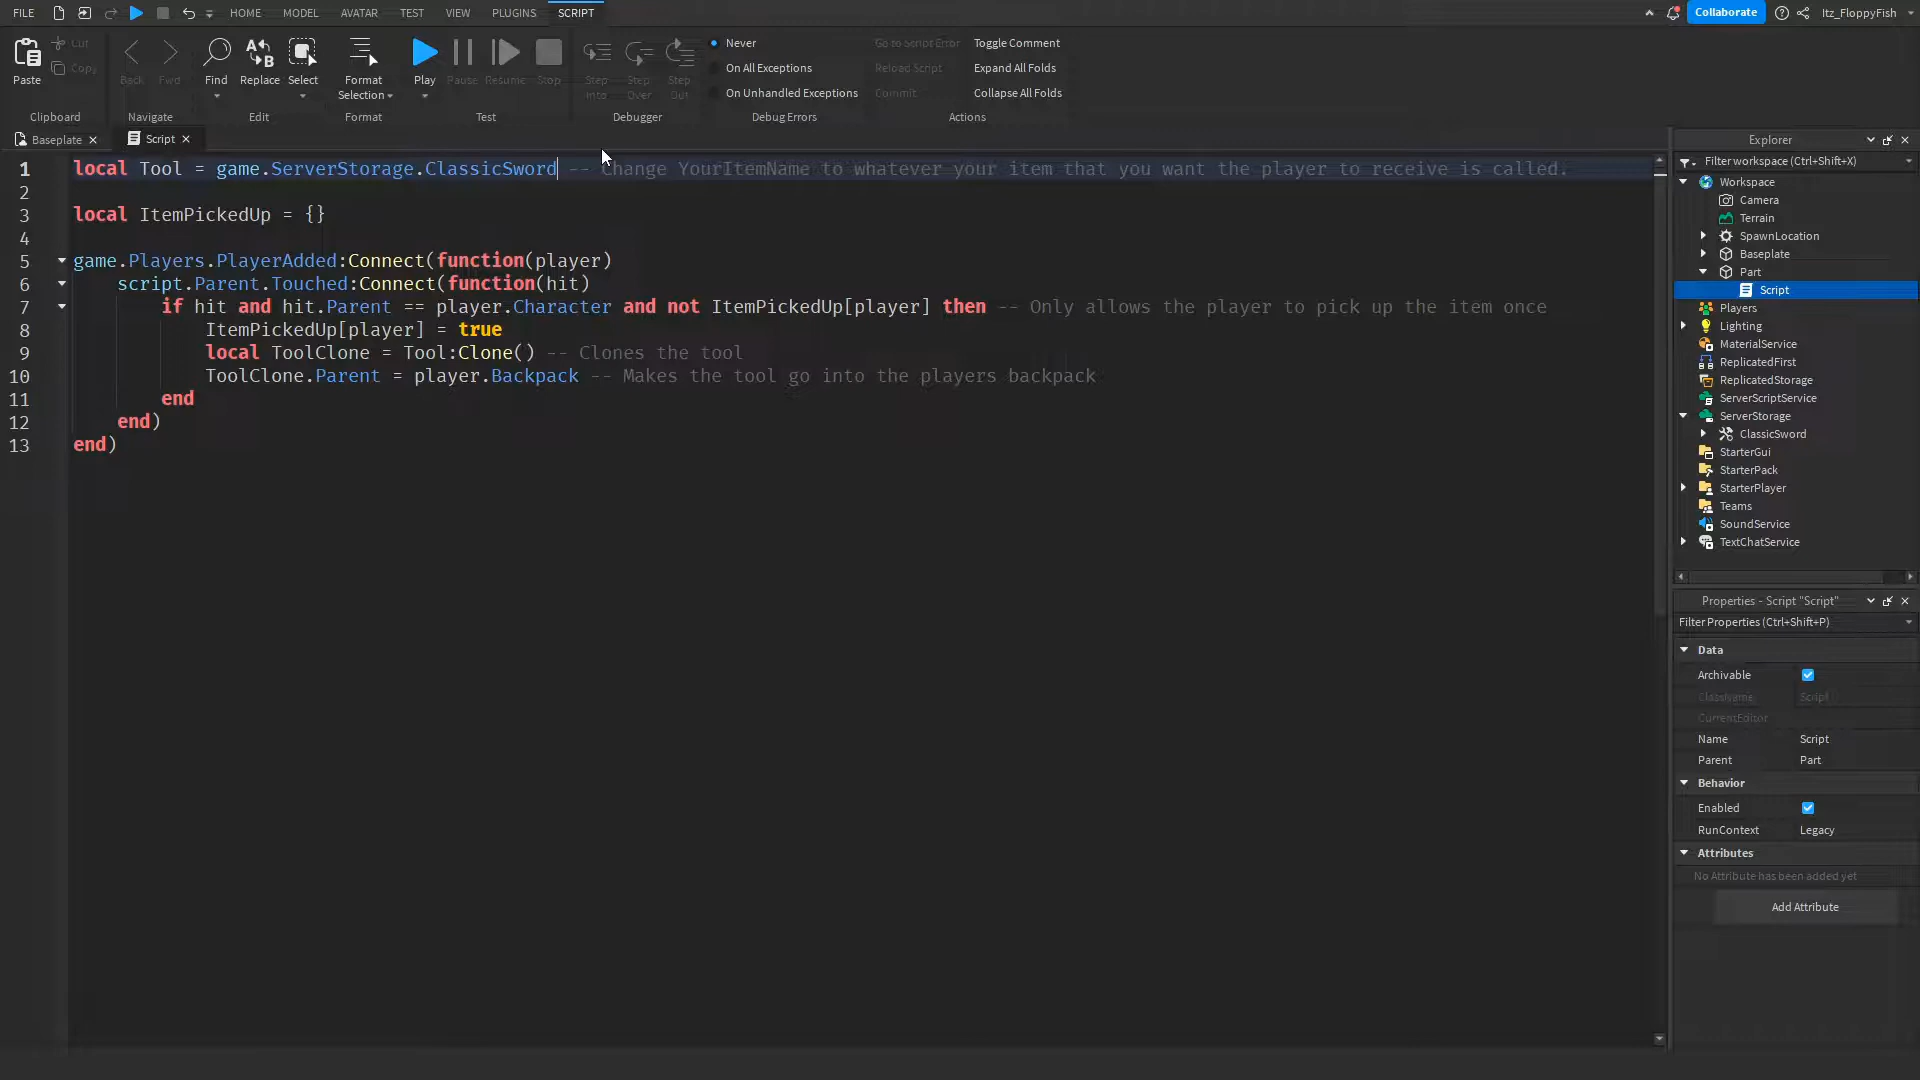 FILE HOME MODEL AVATAR TEST VIEW PLUGINS SCRIPT Collaborate Itz_FloppyFish
Paste Cut Copy
Clipboard
Back Fwd
Navigate
Find Replace Select
Edit
Format Selection
Format
Play Pause Resume Stop
Test
Step Into Step Over Step Out
Debugger
Never
On All Exceptions
On Unhandled Exceptions
Debug Errors
Go to Script Error Toggle Comment
Reload Script Expand All Folds
Commit Collapse All Folds
Actions
Baseplate Script
1 local Tool = game.ServerStorage.ClassicSword -- Change YourItemName to whatever your item that you want the player to receive is called.
2
3 local ItemPickedUp = {}
4
5 game.Players.PlayerAdded:Connect(function(player)
6 script.Parent.Touched:Connect(function(hit)
7 if hit and hit.Parent == player.Character and not ItemPickedUp[player] then -- Only allows the player to pick up the item once
8 ItemPickedUp[player] = true
9 local ToolClone = Tool:Clone() -- Clones the tool
10 ToolClone.Parent = player.Backpack -- Makes the tool go into the players backpack
11 end
12 end)
13 end)
Explorer
Filter workspace (Ctrl+Shift+X)
Workspace
Camera
Terrain
SpawnLocation
Baseplate
Part
Script
Players
Lighting
MaterialService
ReplicatedFirst
ReplicatedStorage
ServerScriptService
ServerStorage
ClassicSword
StarterGui
StarterPack
StarterPlayer
Teams
SoundService
TextChatService
Properties - Script "Script"
Filter Properties (Ctrl+Shift+P)
Data
Archivable
ClassName Script
CurrentEditor
Name Script
Parent Part
Behavior
Enabled
RunContext Legacy
Attributes
No Attribute has been added yet
Add Attribute